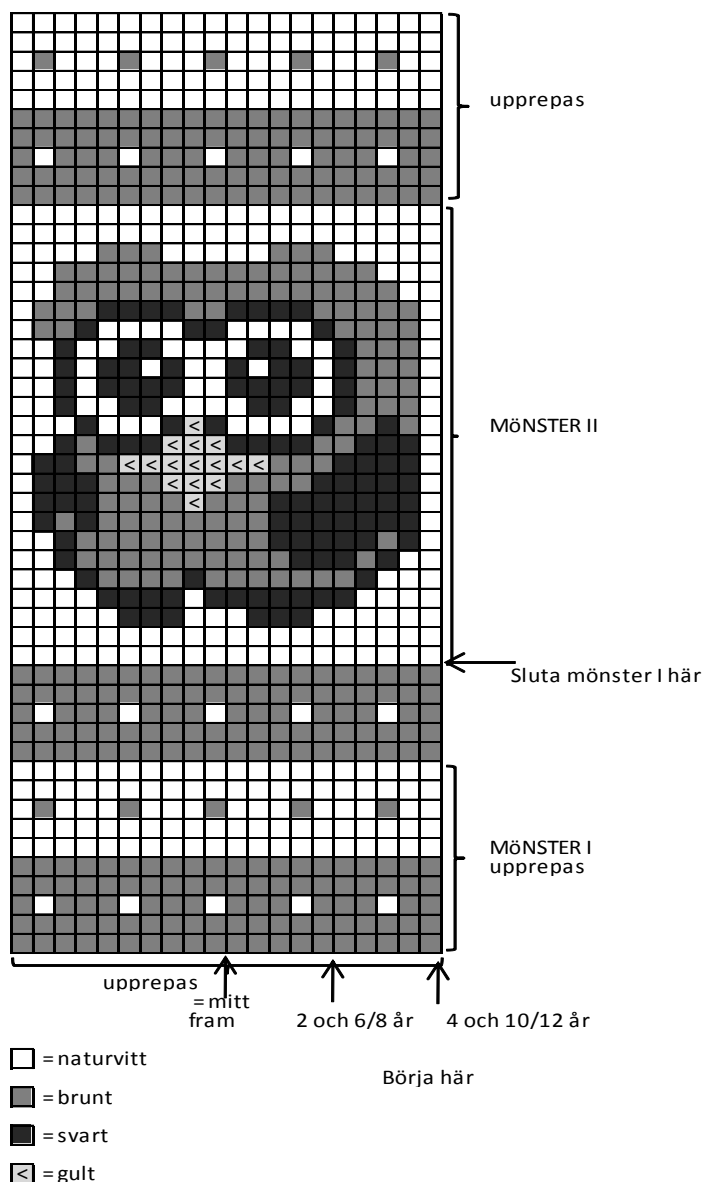 upprepas
MöNSTER II
Sluta mönster I här
MöNSTER I
upprepas
upprepas
= mitt
fram
2 och 6/8 år
4 och 10/12 år
Börja här
= naturvitt
= brunt
= svart
< = gult